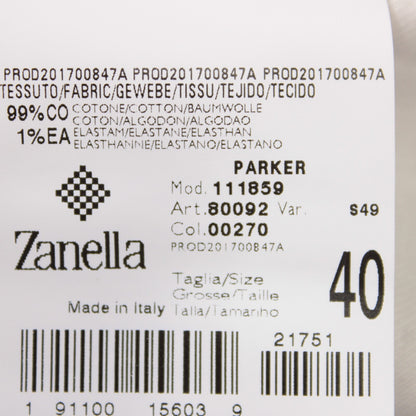 PROD201700847A PROD201700847A PROD201700847A
TESSUTO/FABRIC/GEWEBE/TISSU/TEJIDO/TECIDO
99%CO COTONE/COTTON/BAUMWOLLE
COTON/ALGODON/ALGODAO
1%EA ELASTAM/ELASTANE/ELASTHAN
ELASTHANNE/ELASTANO/ELASTANO
PARKER
Mod. 111859
Art. 80092 Var. S49
Col. 00270
PROD201700847A
Zanella
Taglia/Size
Grosse/Taille
Talla/Tamanho
40
Made in Italy
21751
1 91100 15603 9